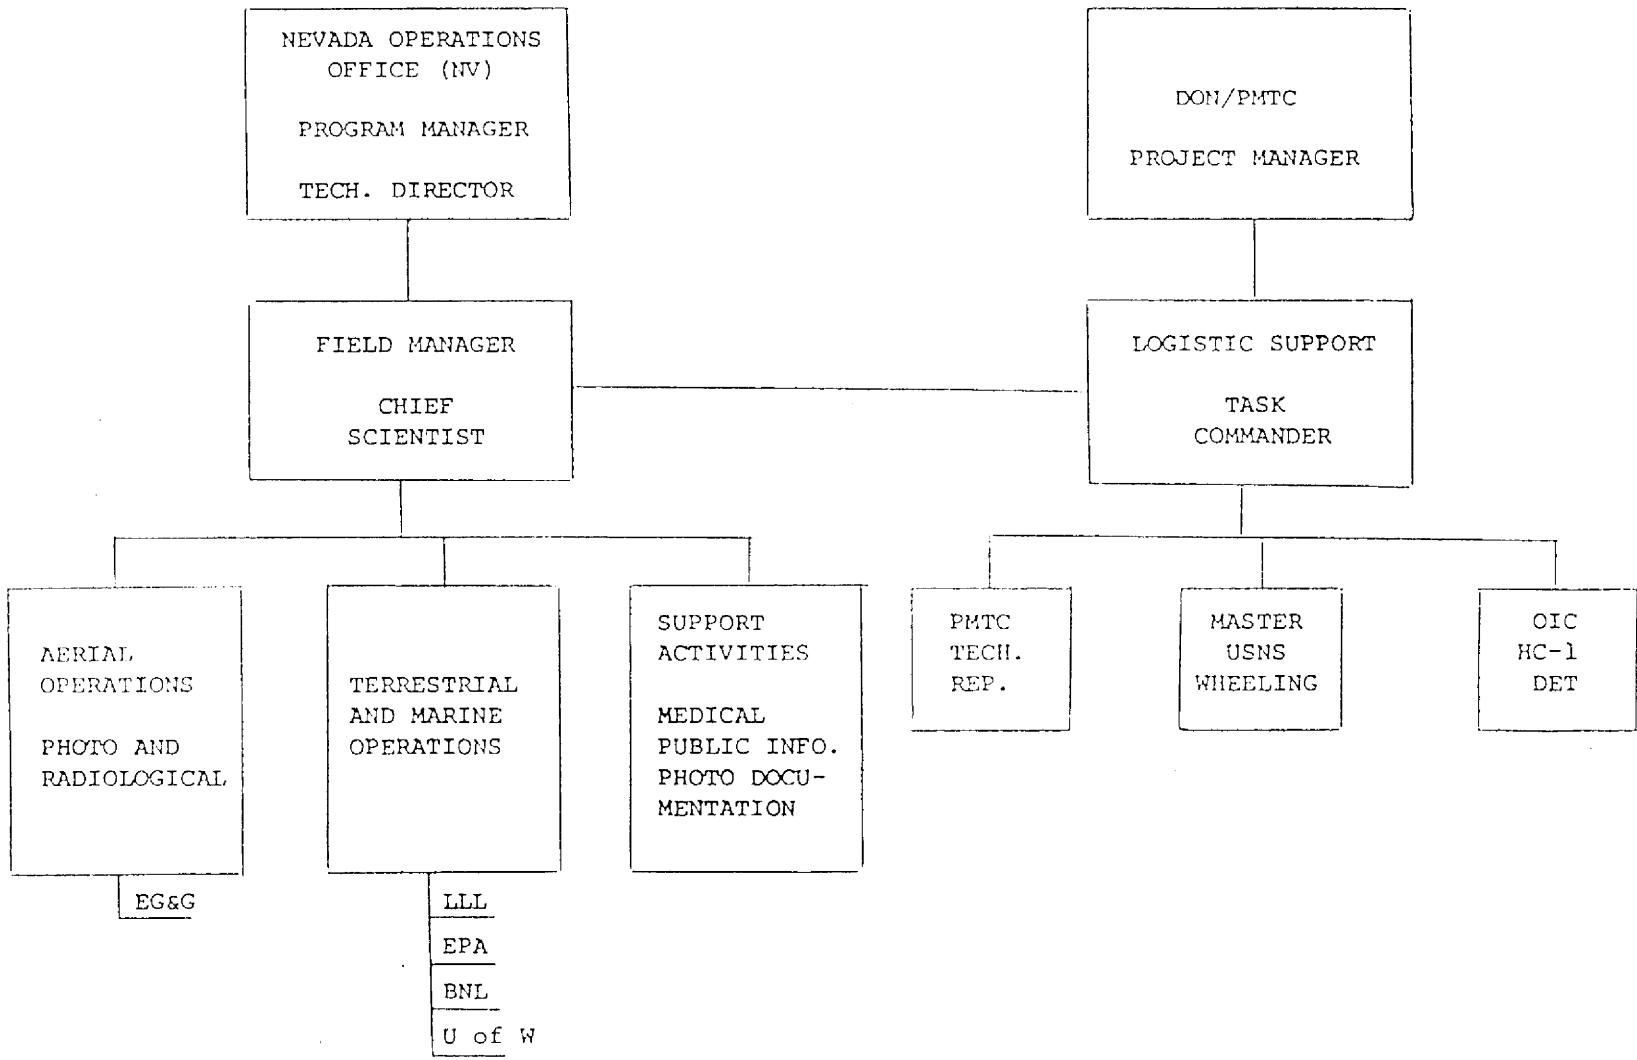 NEVADA OPERATIONS
OFFICE (NV)
PROGRAM MANAGER
TECH. DIRECTOR
DON/PMTC
PROJECT MANAGER
FIELD MANAGER
CHIEF
SCIENTIST
LOGISTIC SUPPORT
TASK
COMMANDER
AERIAL
OPERATIONS
PHOTO AND
RADIOLOGICAL
TERRESTRIAL
AND MARINE
OPERATIONS
SUPPORT
ACTIVITIES
MEDICAL
PUBLIC INFO.
PHOTO DOCU-
MENTATION
PMTC
TECH.
REP.
MASTER
USNS
WHEELING
OIC
HC-1
DET
EG&G
LLL
EPA
BNL
U of W